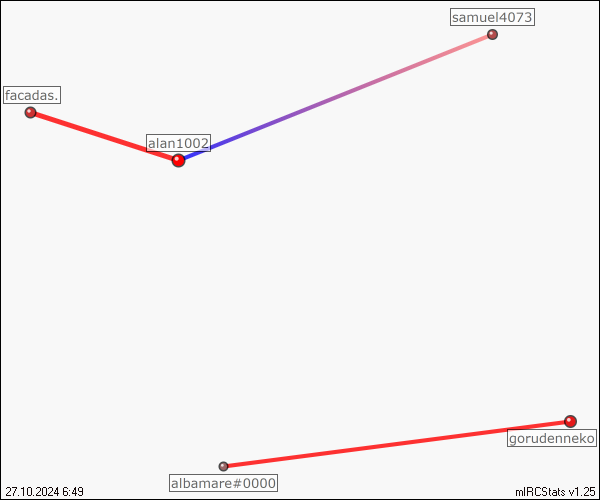 samuel4073
facadas.
alan1002
gorudenneko
albamare#0000
27.10.2024 6:49
mIRCStats v1.25